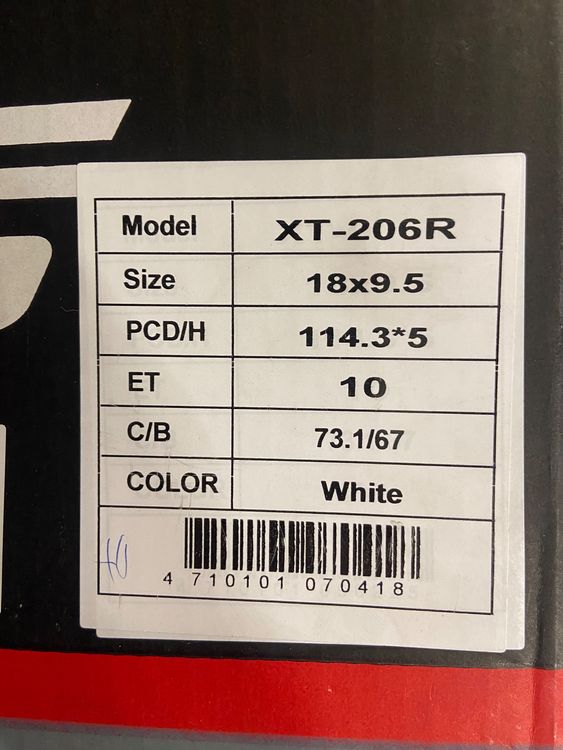 Model XT-206R
Size 18x9.5
PCD/H 114.3*5
ET 10
C/B 73.1/67
COLOR White
4 710101 070418